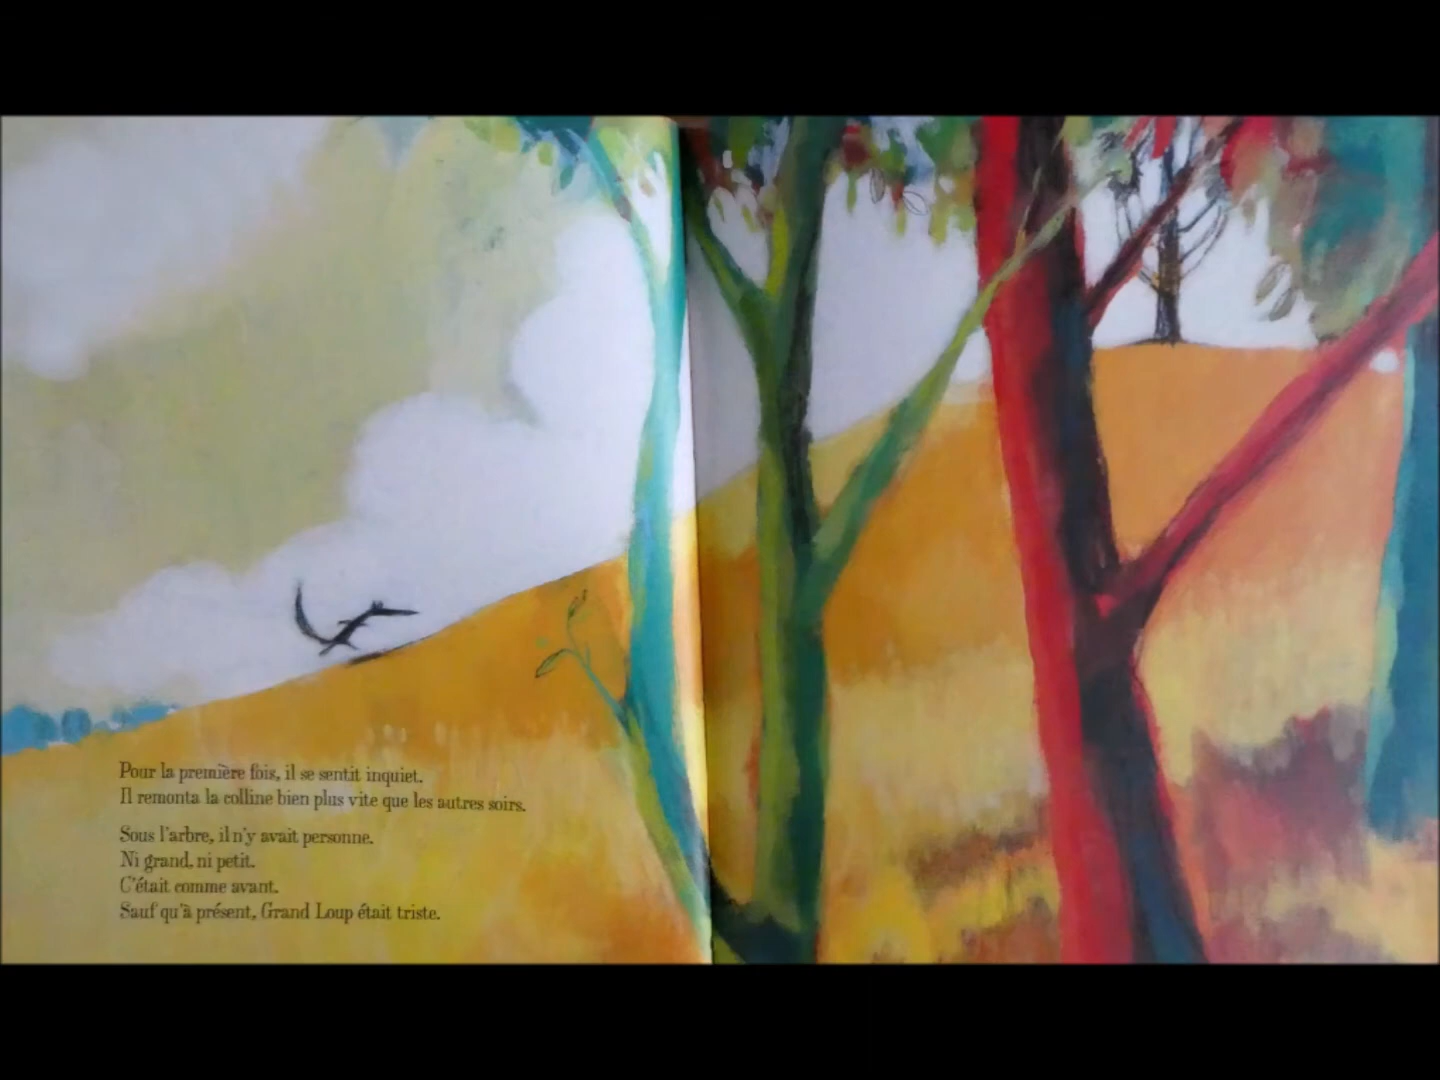 Pour la première fois, il se sentit inquiet.
Il remonta la colline bien plus vite que les autres soirs.
Sous l'arbre, il n'y avait personne.
Ni grand, ni petit.
C'était comme avant.
Sauf qu'à présent, Grand Loup était triste.